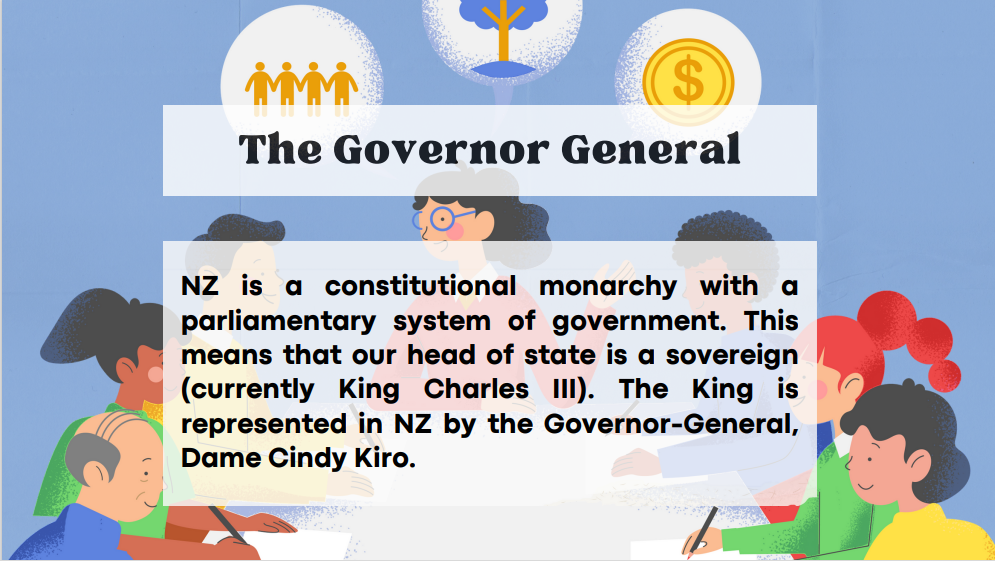 $
The Governor General
NZ is a constitutional monarchy with a
parliamentary system of government. This
means that our head of state is a sovereign
(currently King Charles III). The King is
represented in NZ by the Governor-General,
Dame Cindy Kiro.